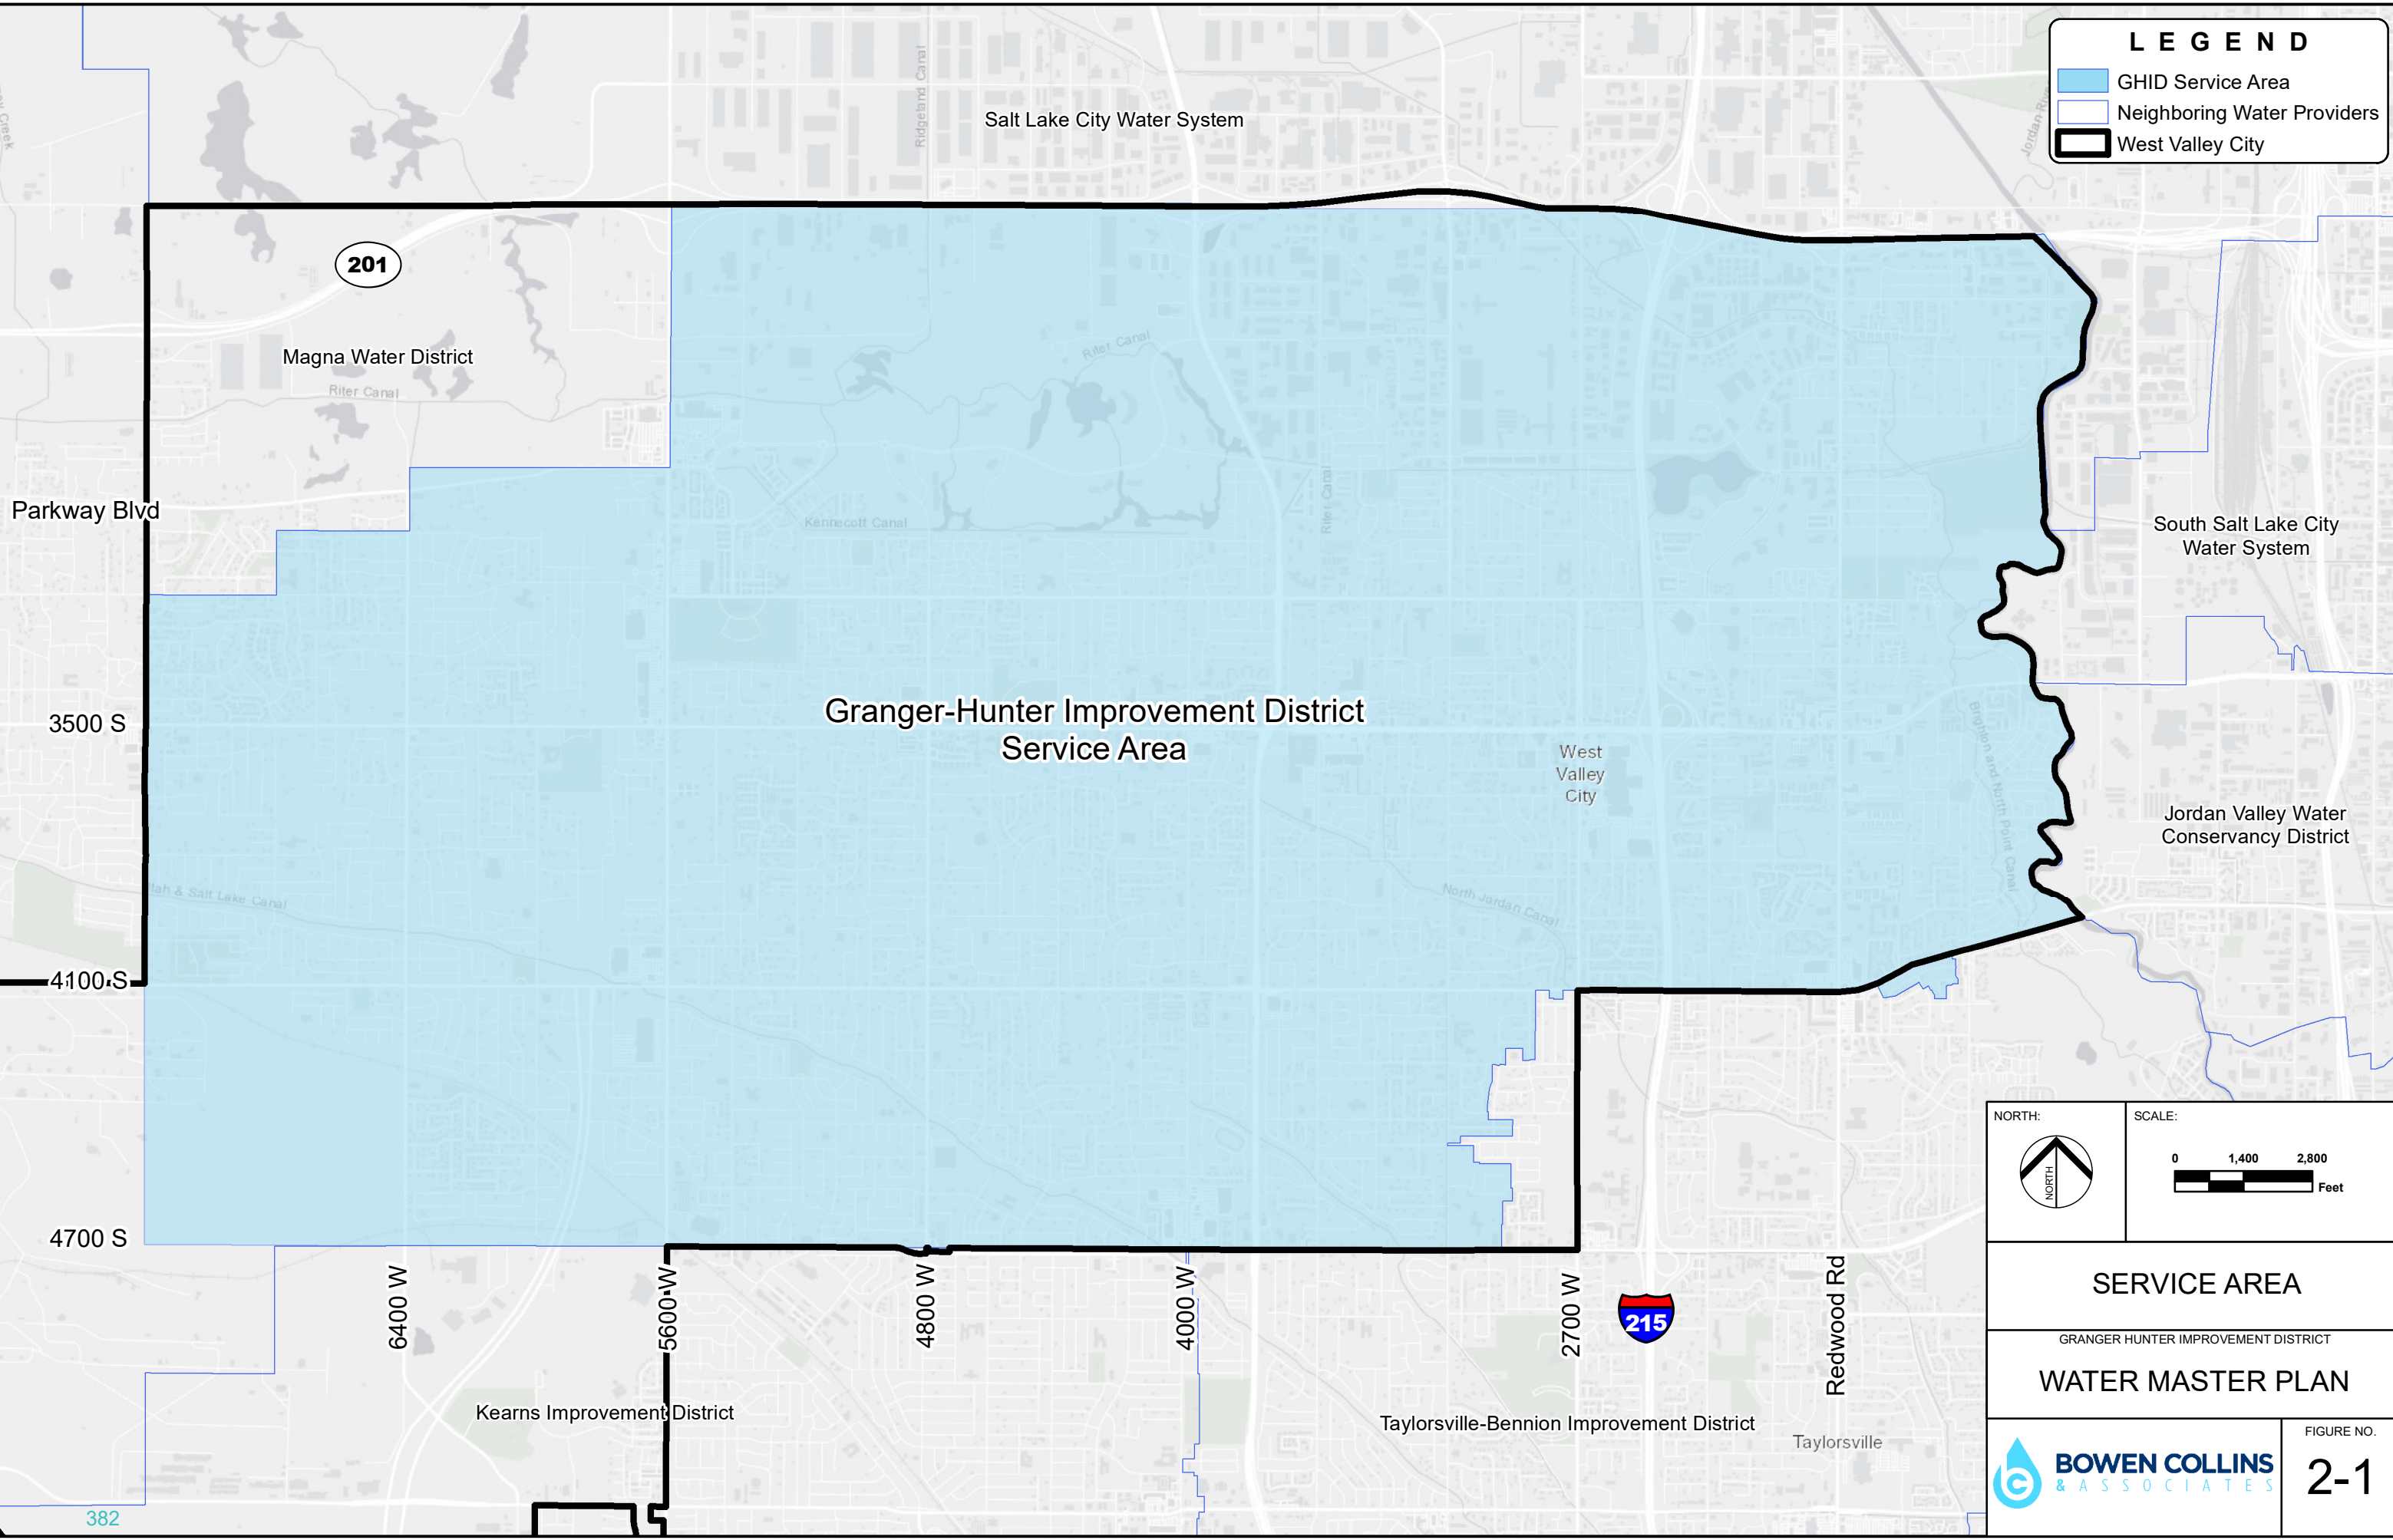 L E G E N D
GHID Service Area
Neighboring Water Providers
West Valley City
Salt Lake City Water System
Ridgeland Canal
201
Magna Water District
Riter Canal
Riter Canal
Riter Canal
Parkway Blvd
Kennecott Canal
South Salt Lake City
Water System
3500 S
Granger-Hunter Improvement District
Service Area
West
Valley
City
Brighton and North Point Canal
Jordan Valley Water
Conservancy District
Utah & Salt Lake Canal
North Jordan Canal
4100 S
4700 S
6400 W
5600 W
4800 W
4000 W
2700 W
215
Redwood Rd
Kearns Improvement District
Taylorsville-Bennion Improvement District
Taylorsville
382
NORTH:
NORTH
SCALE:
0 1,400 2,800
Feet
SERVICE AREA
GRANGER HUNTER IMPROVEMENT DISTRICT
WATER MASTER PLAN
BOWEN COLLINS
& ASSOCIATES
FIGURE NO.
2-1